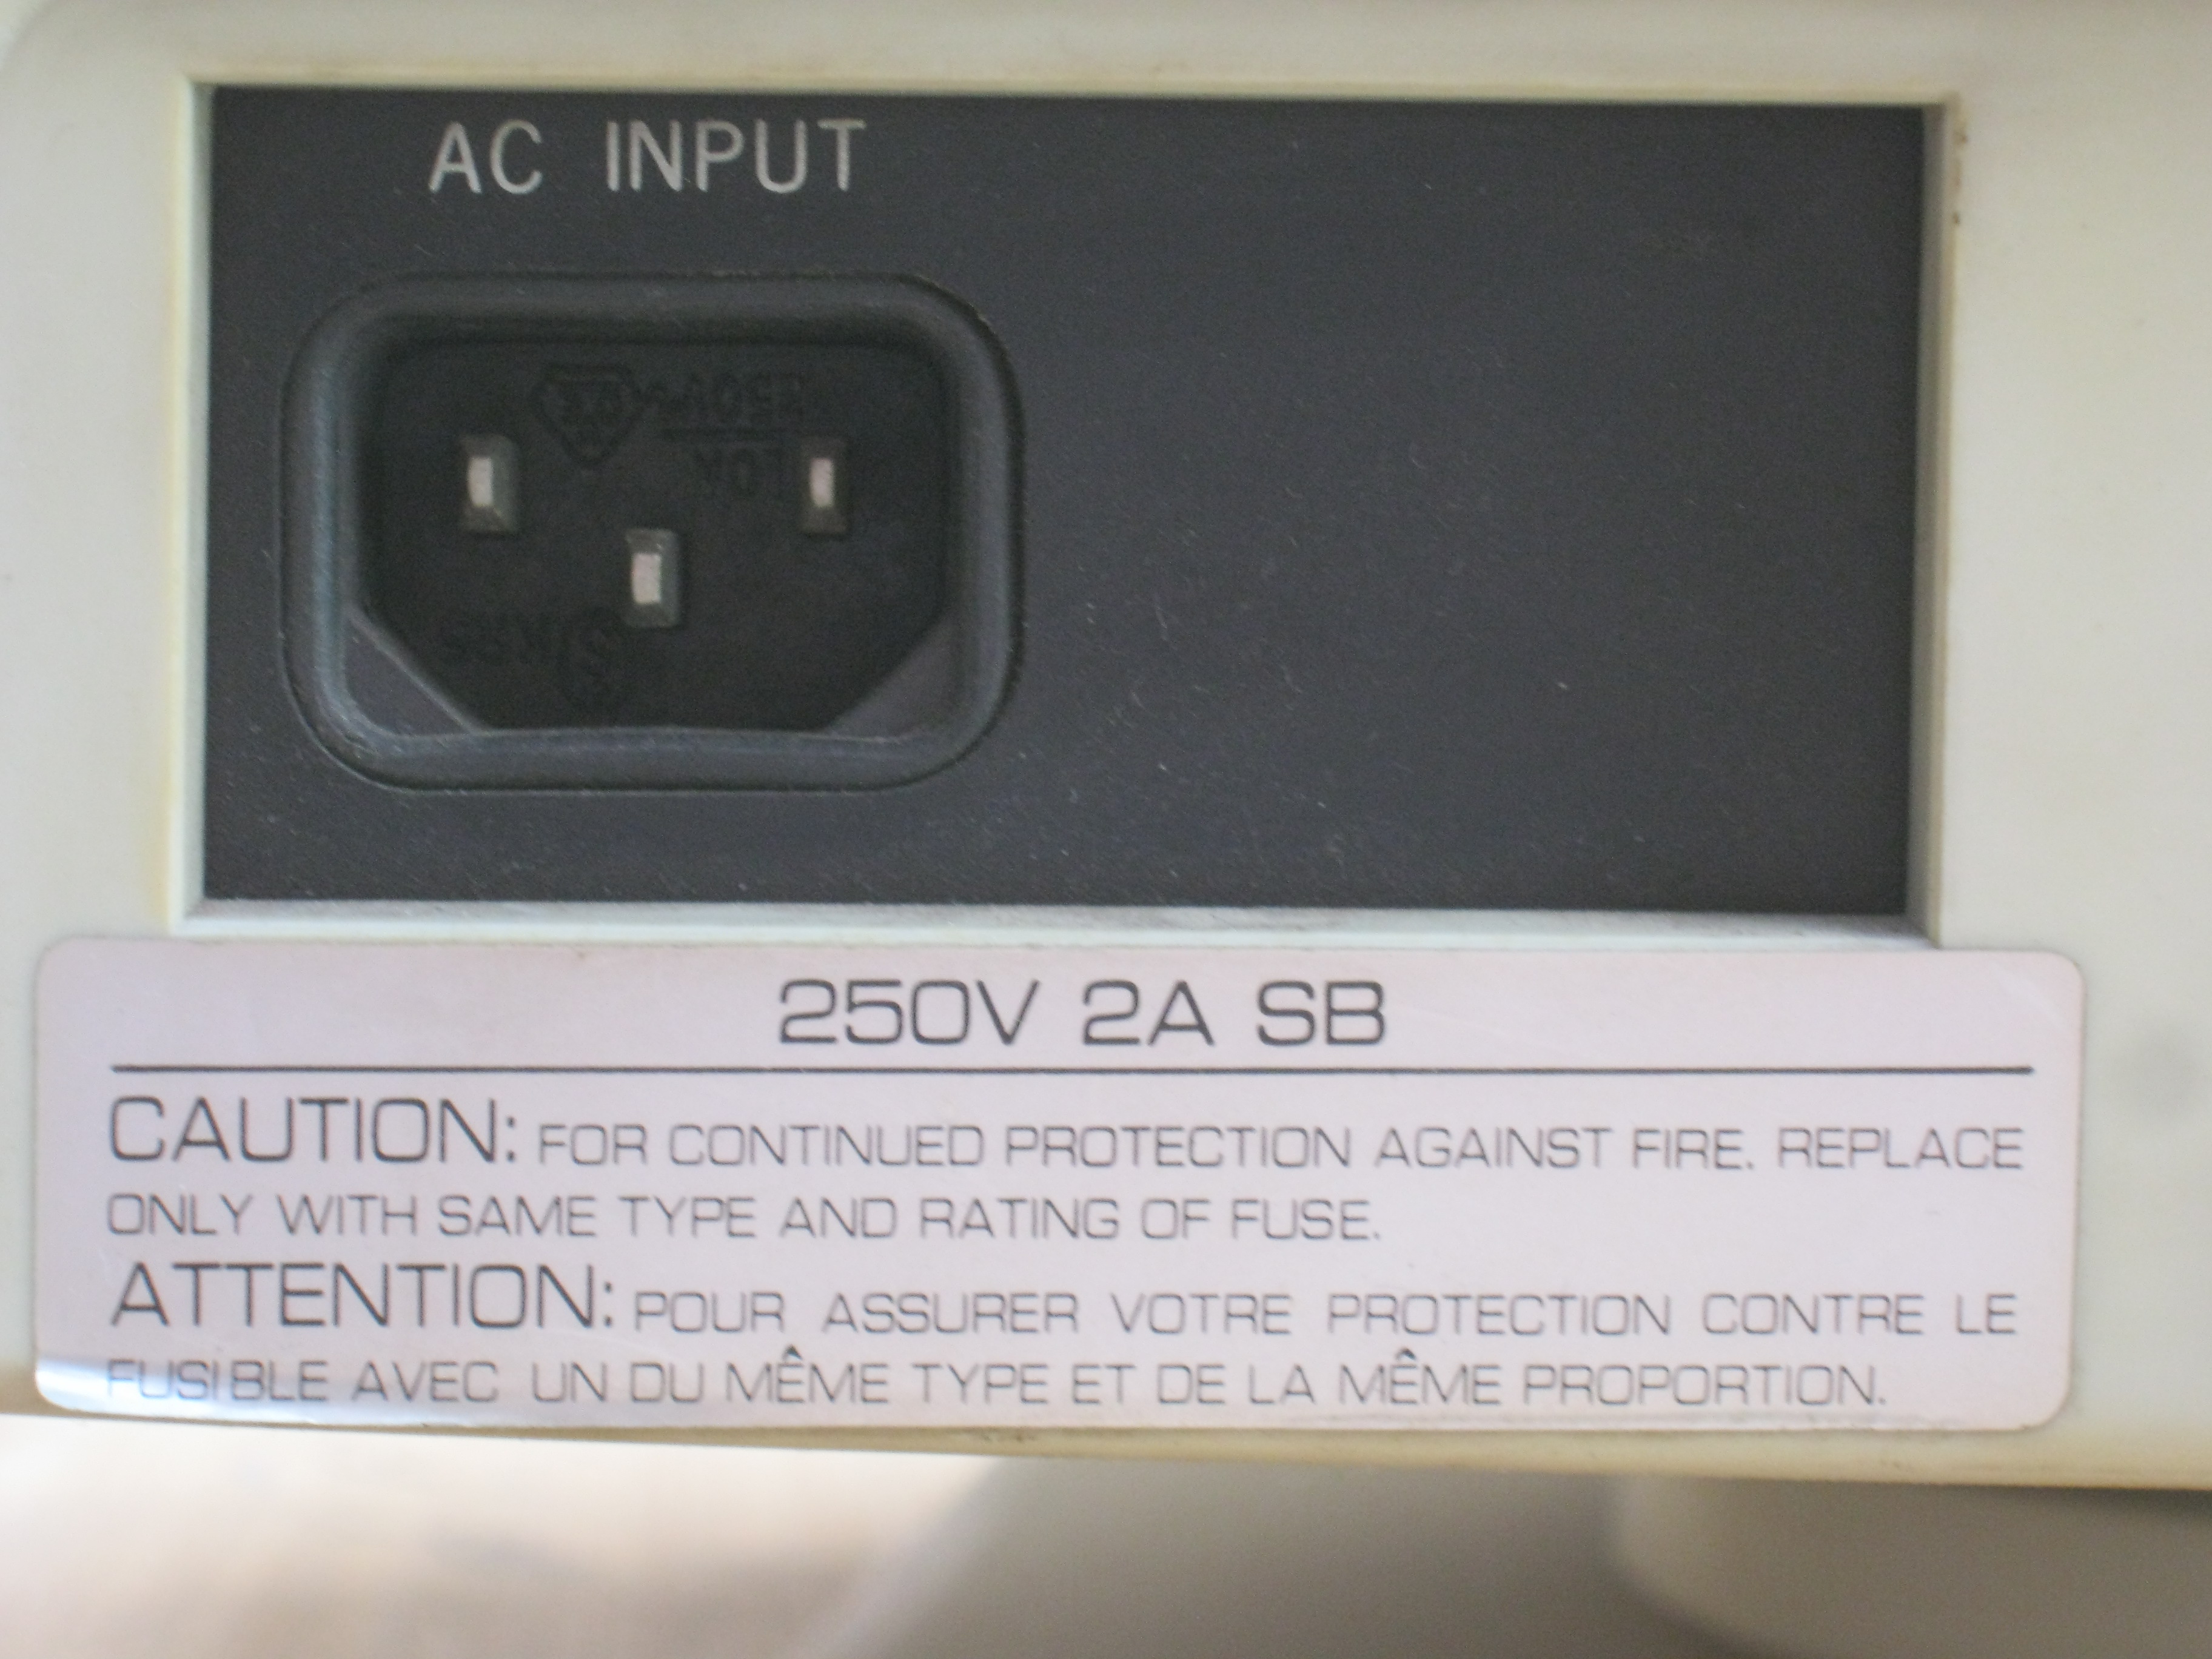 AC INPUT
250V
10A
250V 2A SB
CAUTION: FOR CONTINUED PROTECTION AGAINST FIRE. REPLACE
ONLY WITH SAME TYPE AND RATING OF FUSE.
ATTENTION: POUR ASSURER VOTRE PROTECTION CONTRE LE
FUSIBLE AVEC UN DU MÊME TYPE ET DE LA MÊME PROPORTION.